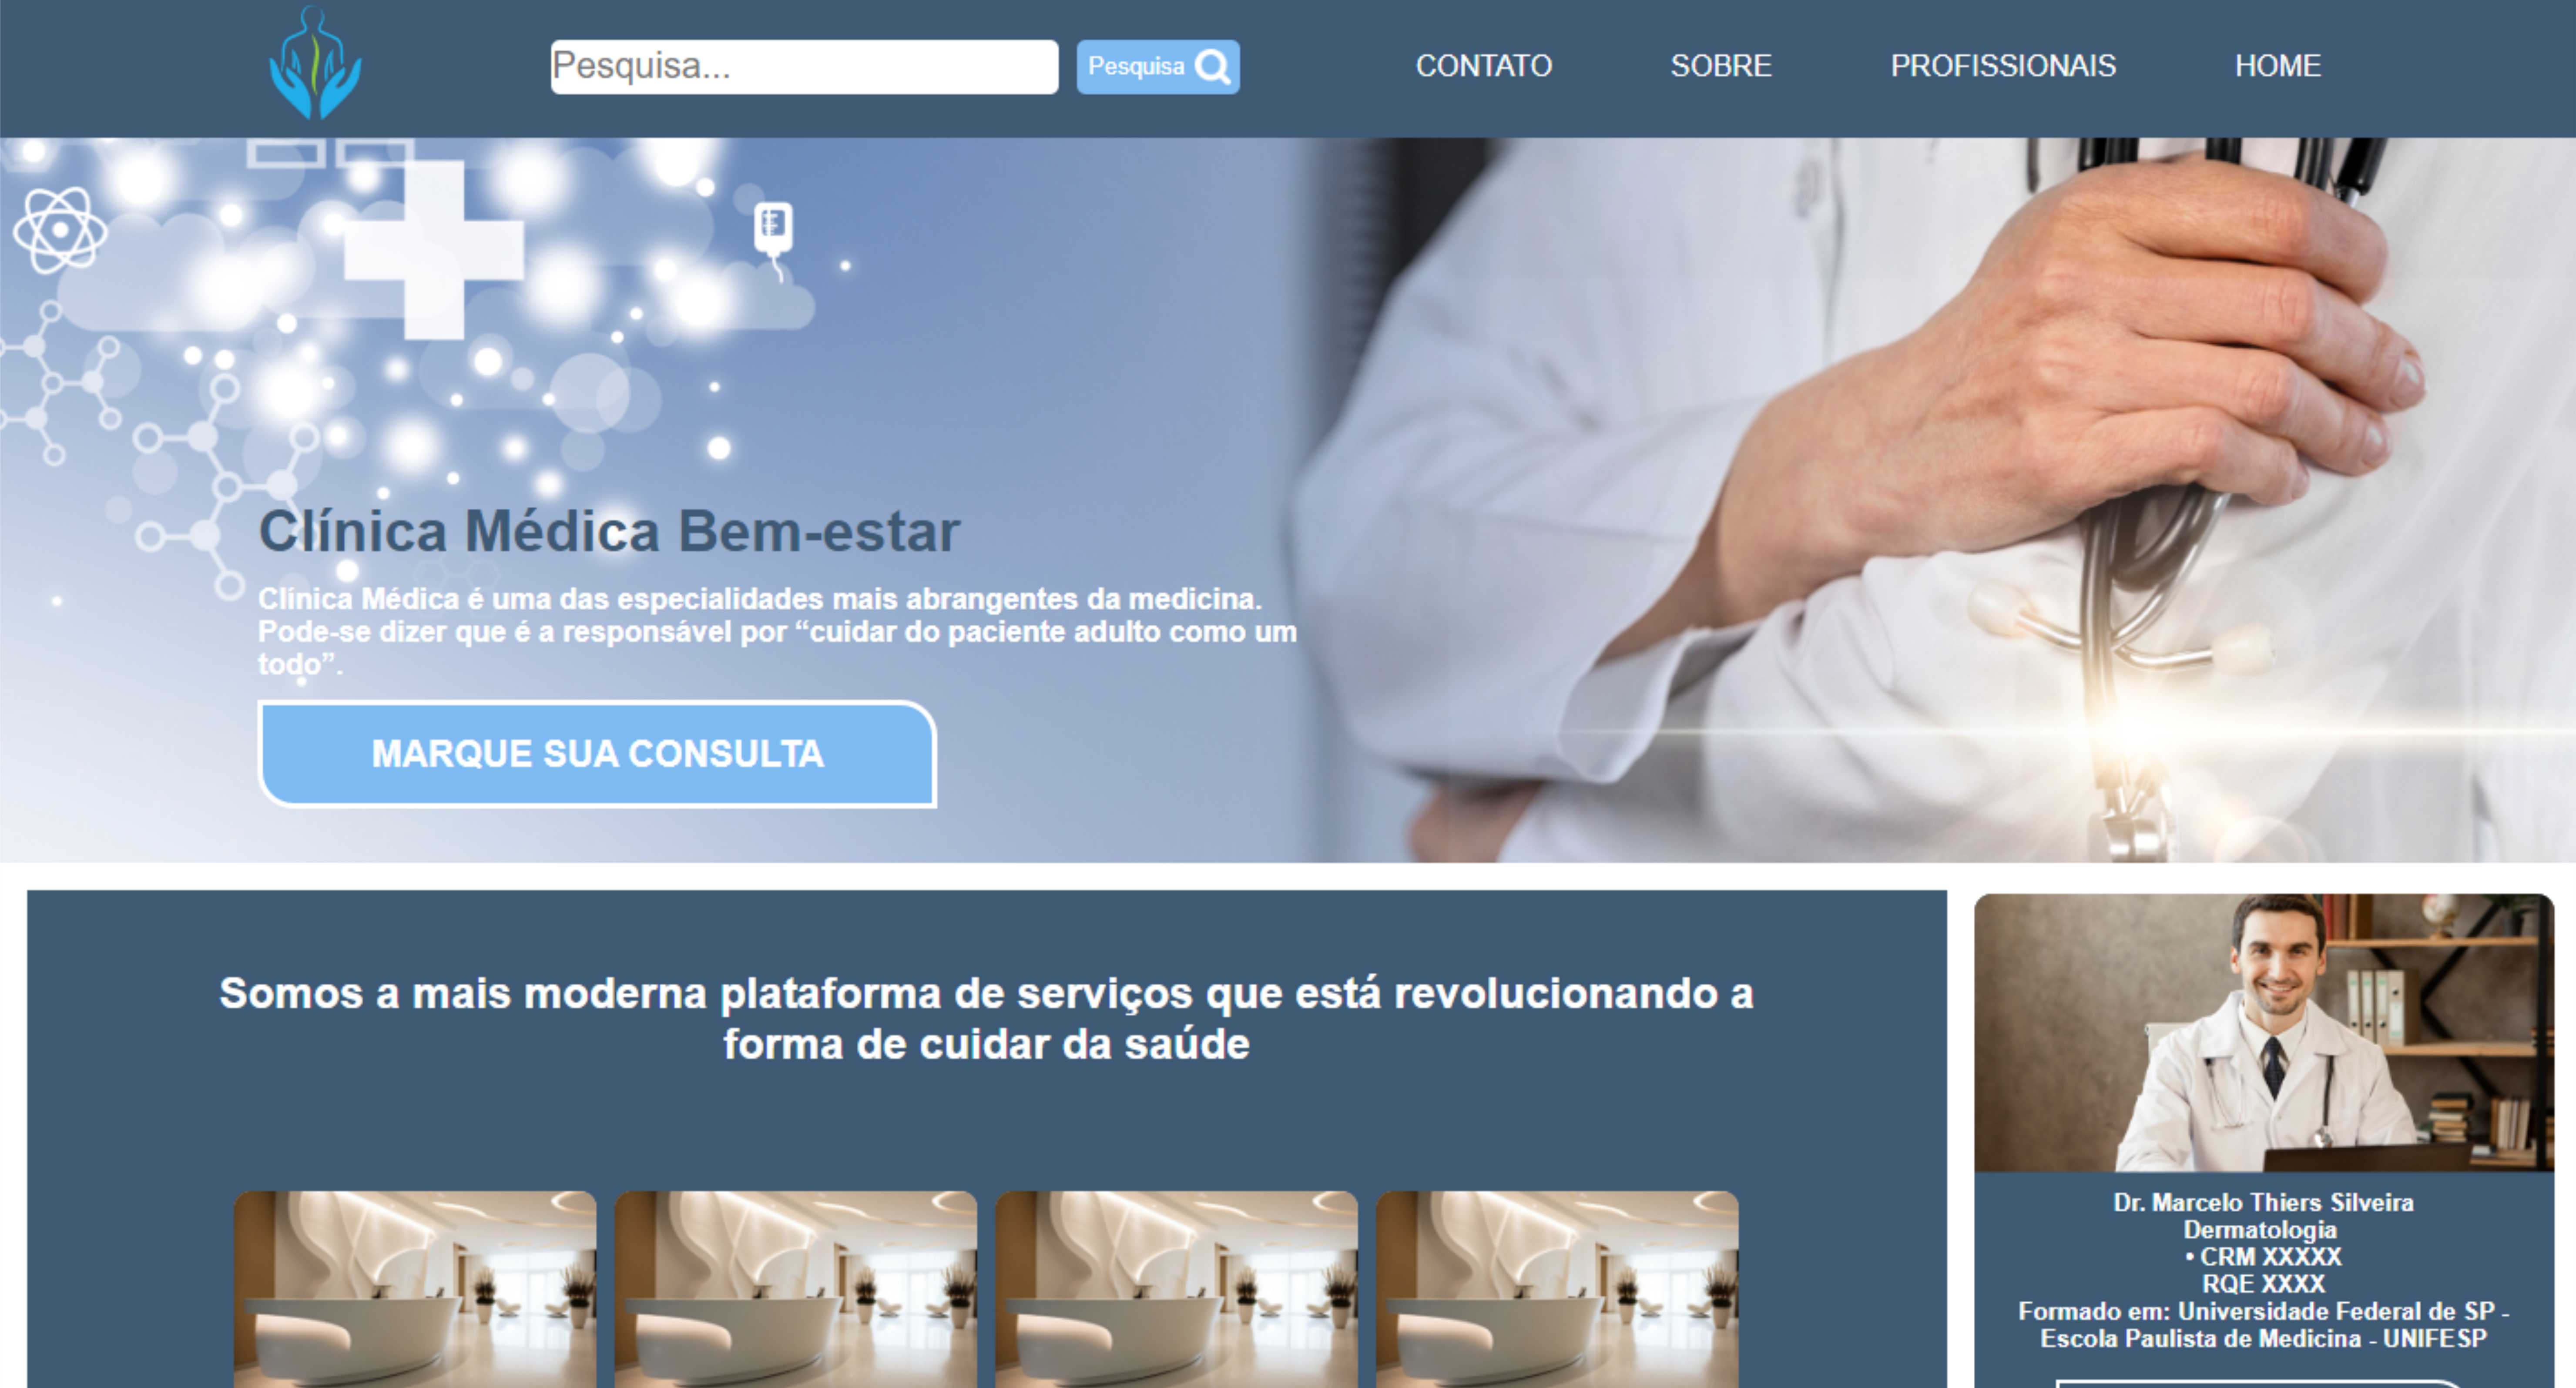 Pesquisa...
Pesquisa
CONTATO
SOBRE
PROFISSIONAIS
HOME
Clínica Médica Bem-estar
Clínica Médica é uma das especialidades mais abrangentes da medicina.
Pode-se dizer que é a responsável por “cuidar do paciente adulto como um
todo”.
MARQUE SUA CONSULTA
Somos a mais moderna plataforma de serviços que está revolucionando a
forma de cuidar da saúde
Dr. Marcelo Thiers Silveira
Dermatologia
• CRM XXXXX
RQE XXXX
Formado em: Universidade Federal de SP -
Escola Paulista de Medicina - UNIFESP